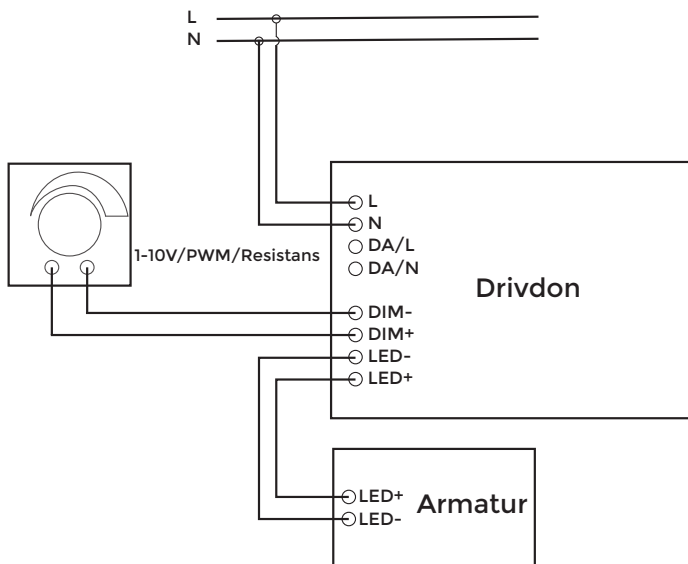 L
N
1-10V/PWM/Resistans
L
N
DA/L
DA/N
DIM-
DIM+
LED-
LED+
Drivdon
LED+
LED-
Armatur